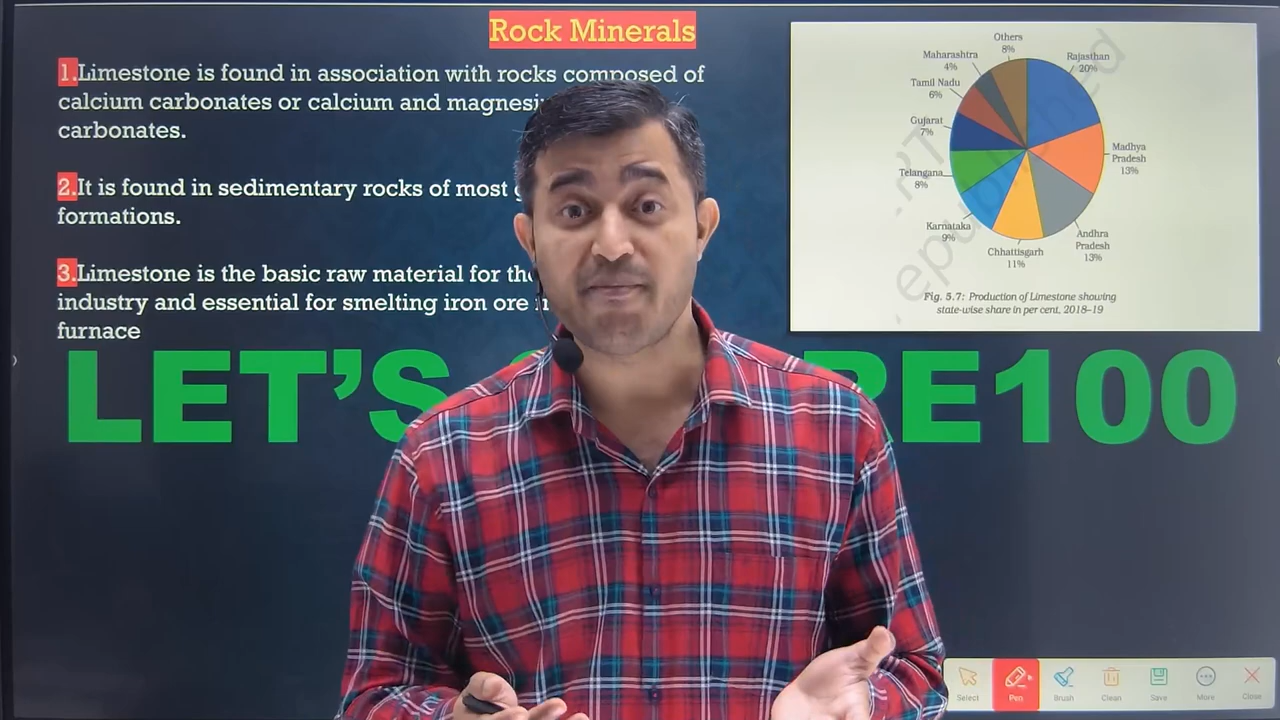 Rock Minerals
1.Limestone is found in association with rocks composed of
calcium carbonates or calcium and magnesi
carbonates.
2.It is found in sedimentary rocks of most g
formations.
3.Limestone is the basic raw material for the
industry and essential for smelting iron ore
furnace
Others
8%
Rajasthan
20%
Madhya
Pradesh
13%
Andhra
Pradesh
13%
Chhattisgarh
11%
Karnataka
9%
Telangana
8%
Gujarat
7%
Tamil Nadu
6%
Maharashtra
4%
Fig. 5.7: Production of Limestone showing
state-wise share in per cent, 2018–19
LET'S RE100
Select
Pen
Brush
Clean
Save
More
Close